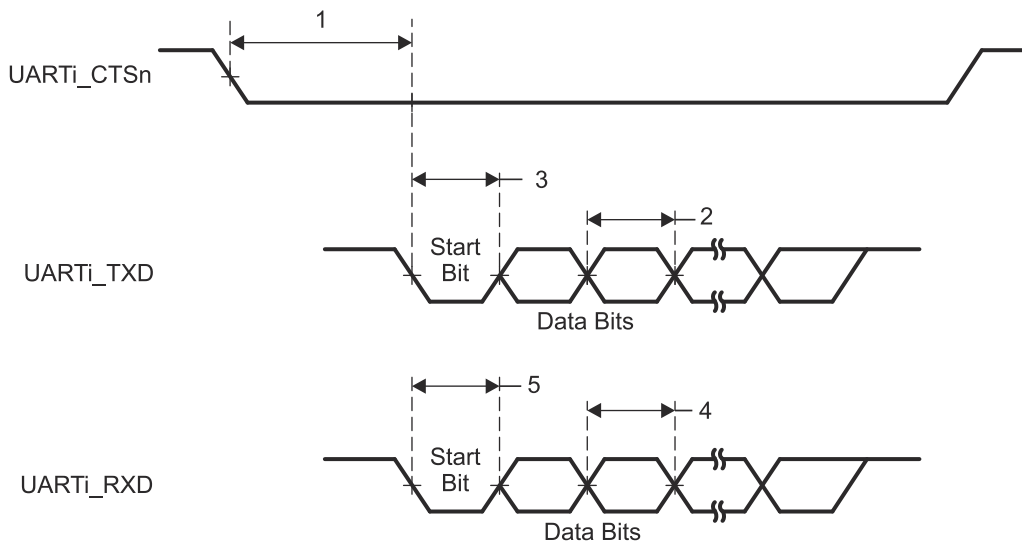 1
UARTi_CTSn
3
2
UARTi_TXD
Start
Bit
Data Bits
5
4
UARTi_RXD
Start
Bit
Data Bits